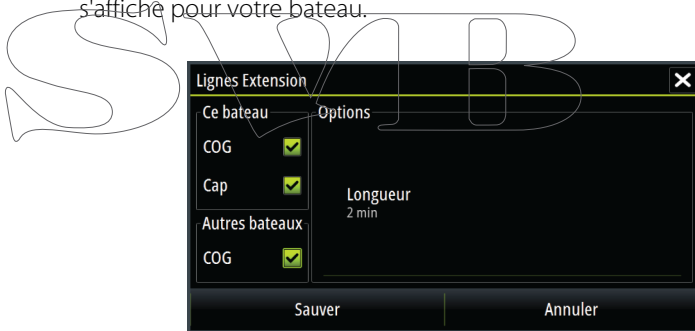 s'affiche pour votre bateau.
SVB
Lignes Extension
Ce bateau
Options
COG
Cap
Longueur
2 min
Autres bateaux
COG
Sauver
Annuler